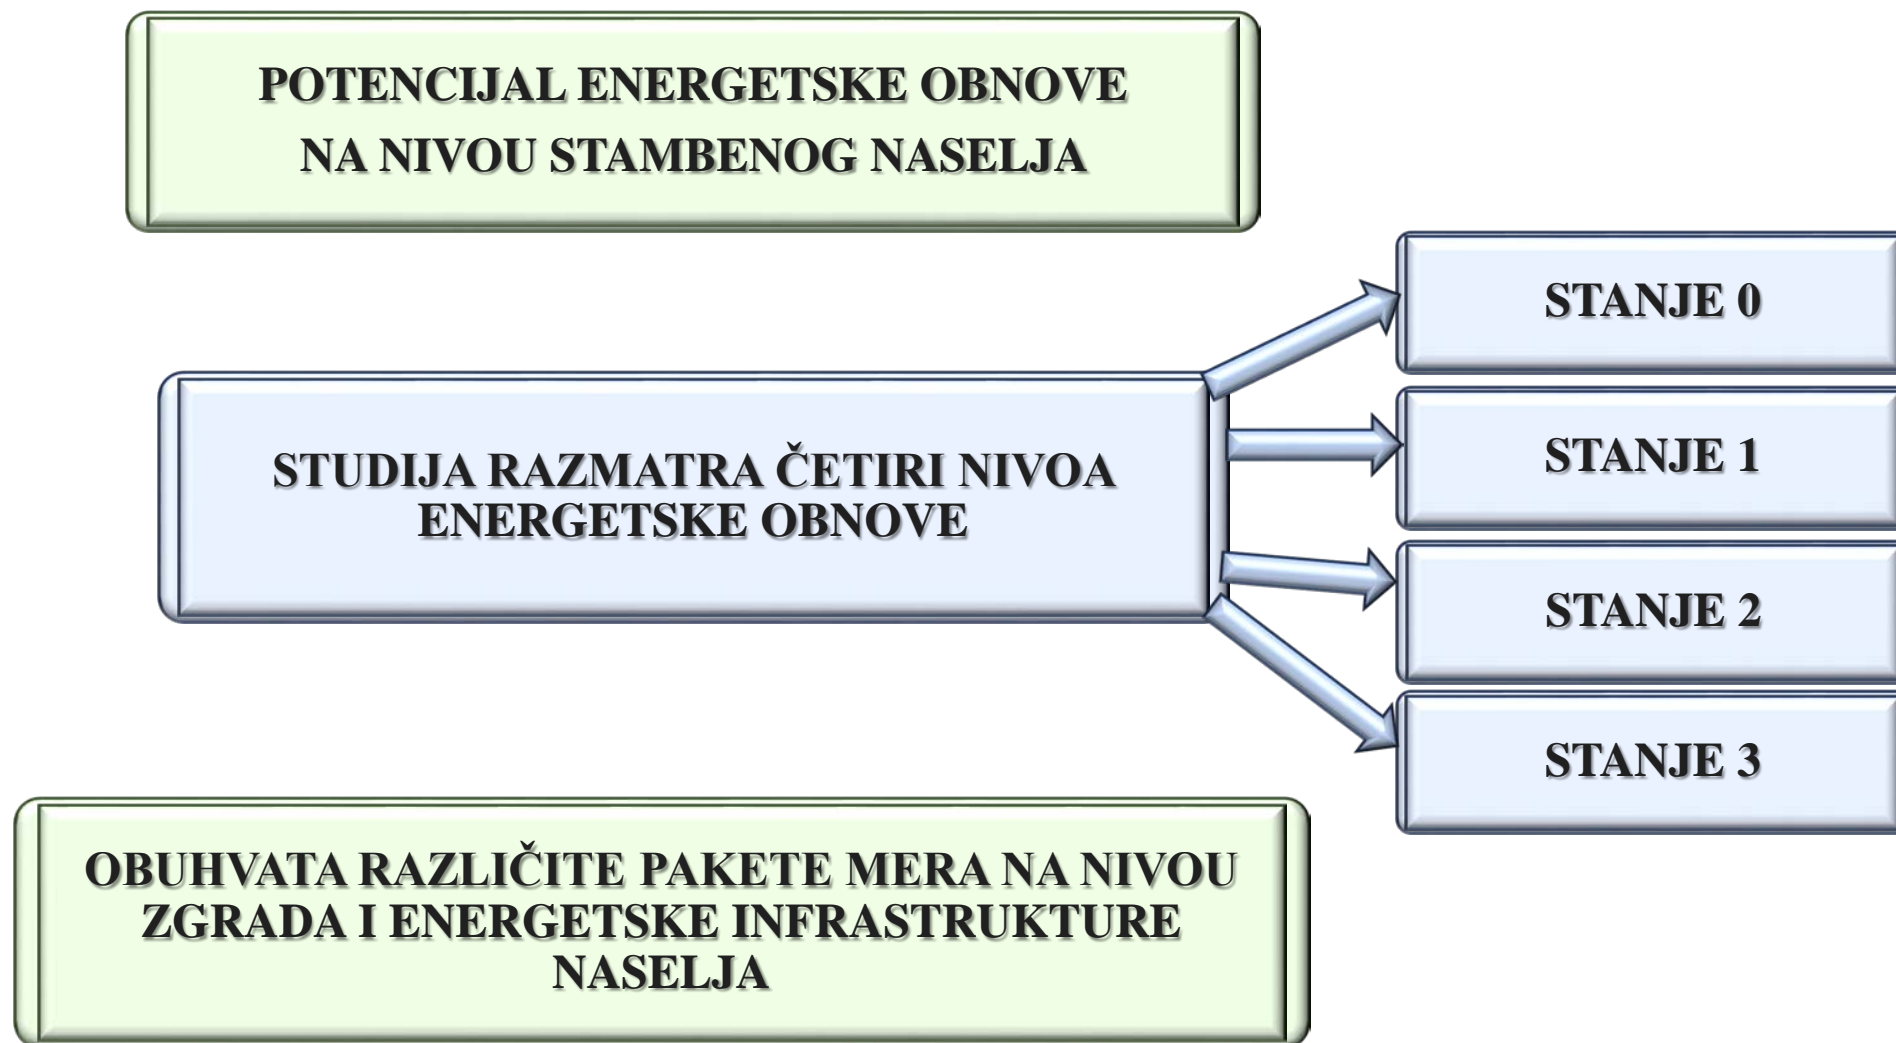 POTENCIJAL ENERGETSKE OBNOVE
NA NIVOU STAMBENOG NASELJA
STUDIJA RAZMATRA ČETIRI NIVOA
ENERGETSKE OBNOVE
STANJE 0
STANJE 1
STANJE 2
STANJE 3
OBUHVATA RAZLIČITE PAKETE MERA NA NIVOU
ZGRADA I ENERGETSKE INFRASTRUKTURE
NASELJA